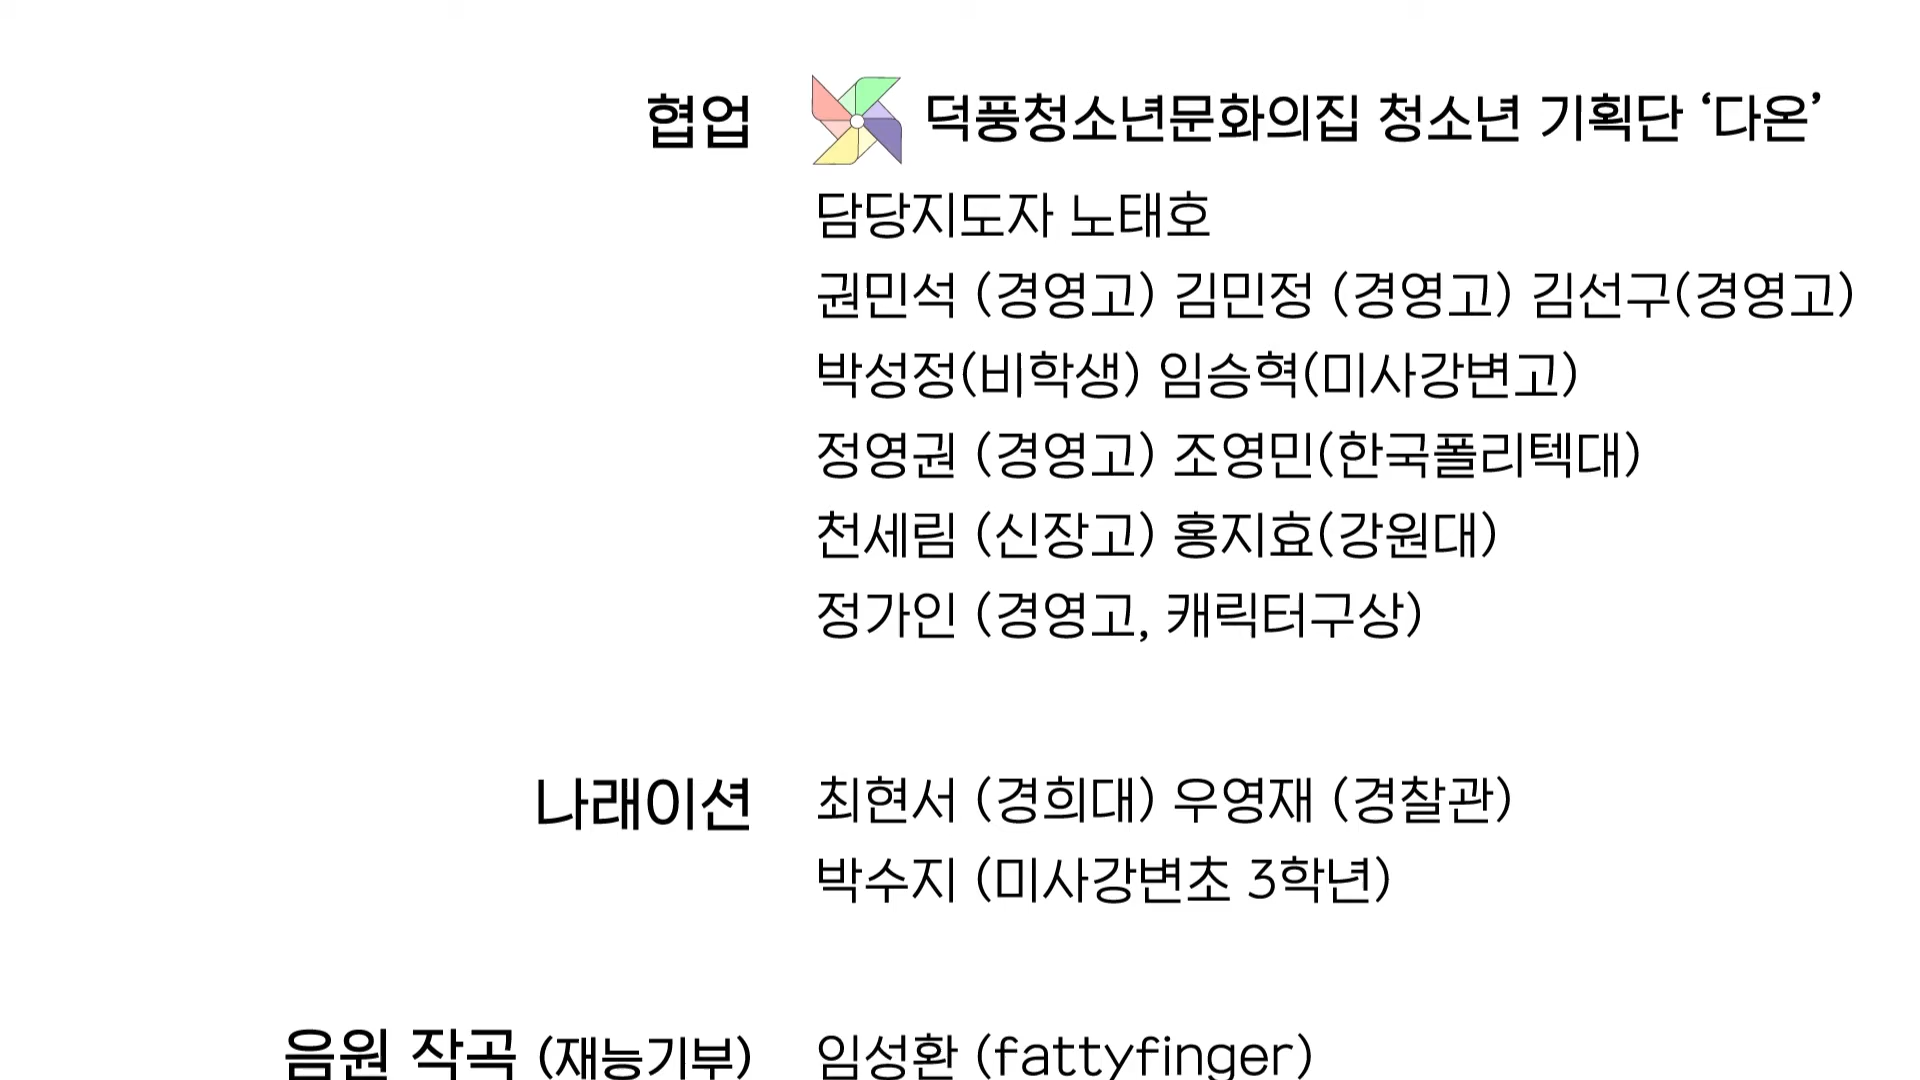 협업 덕풍청소년문화의집 청소년 기획단 ‘다온’
담당지도자 노태호
권민석 (경영고) 김민정 (경영고) 김선구(경영고)
박성정(비학생) 임승혁(미사강변고)
정영권 (경영고) 조영민(한국폴리텍대)
천세림 (신장고) 홍지효(강원대)
정가인 (경영고, 캐릭터구상)
나래이션 최현서 (경희대) 우영재 (경찰관)
박수지 (미사강변초 3학년)
음원 작곡 (재능기부) 임성환 (fattyfinger)